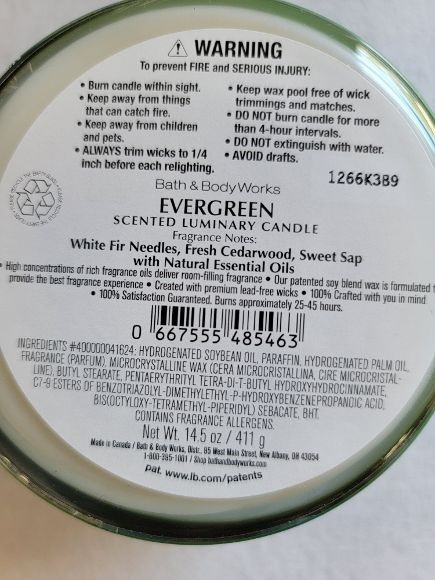 ⚠ WARNING
To prevent FIRE and SERIOUS INJURY:
• Burn candle within sight.
• Keep away from things
that can catch fire.
• Keep away from children
and pets.
• ALWAYS trim wicks to 1/4
inch before each relighting.
• Keep wax pool free of wick
trimmings and matches.
• DO NOT burn candle for more
than 4-hour intervals.
• DO NOT extinguish with water.
• AVOID drafts.
1266K3B9
Bath & Body Works
EVERGREEN
SCENTED LUMINARY CANDLE
Fragrance Notes:
White Fir Needles, Fresh Cedarwood, Sweet Sap
with Natural Essential Oils
• High concentrations of rich fragrance oils deliver room-filling fragrance • Our patented soy blend wax is formulated t
provide the best fragrance experience • Created with premium lead-free wicks • 100% Crafted with you in mind
• 100% Satisfaction Guaranteed. Burns approximately 25-45 hours.
0 667555 485463
INGREDIENTS #400000041624: HYDROGENATED SOYBEAN OIL, PARAFFIN, HYDROGENATED PALM OIL,
FRAGRANCE (PARFUM), MICROCRYSTALLINE WAX (CERA MICROCRISTALLINA, CIRE MICROCRISTAL-
LINE), BUTYL STEARATE, PENTAERYTHRITYL TETRA-DI-T-BUTYL HYDROXYHYDROCINNAMATE,
C7-9 ESTERS OF BENZOTRIAZOLYL-DIMETHYLETHYL-P-HYDROXYBENZENEPROPANOIC ACID,
BIS(OCTYLOXY-TETRAMETHYL-PIPERIDYL) SEBACATE, BHT.
CONTAINS FRAGRANCE ALLERGENS.
Net Wt. 14.5 oz / 411 g
Made in Canada / Bath & Body Works, Distr., 95 West Main Street, New Albany, OH 43054
1-800-395-1001 / Shop bathandbodyworks.com
Pat. www.lb.com/patents